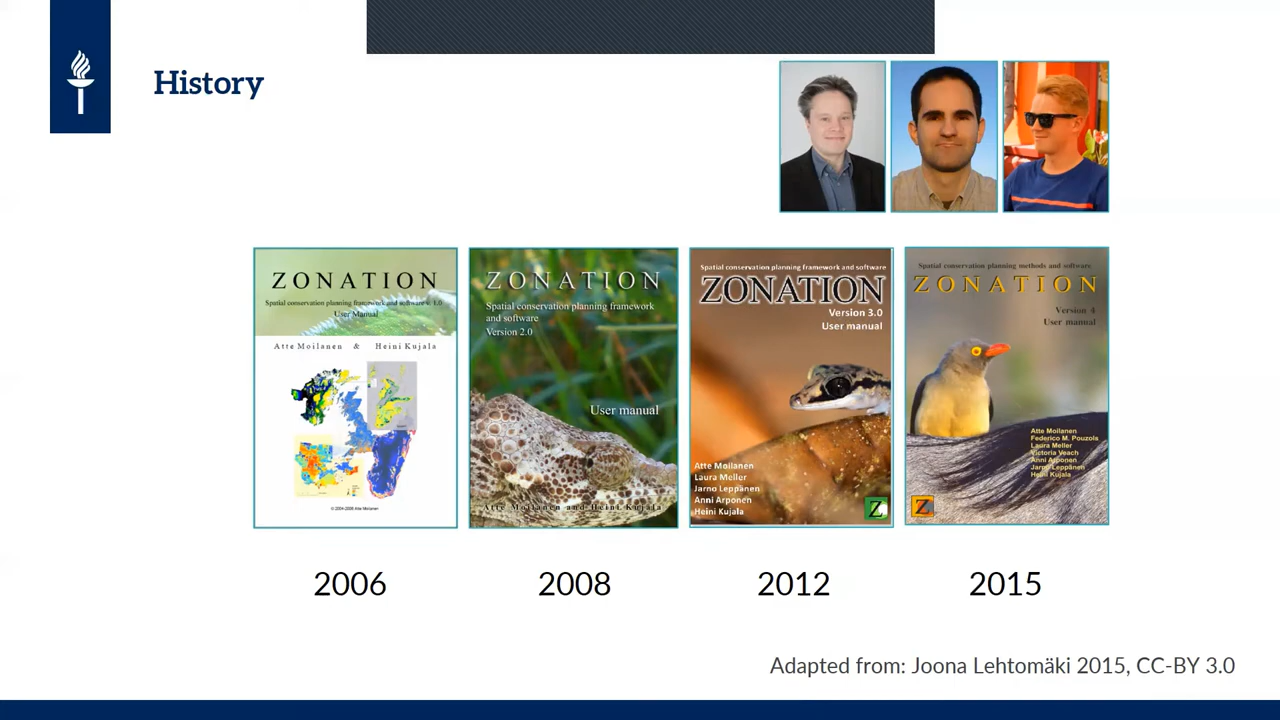 History
ZONATION
Spatial conservation planning framework and software v. 1.0
User Manual
Atte Moilanen & Heini Kujala
© 2004-2006 Atte Moilanen
ZONATION
Spatial conservation planning framework
and software
Version 2.0
User manual
Atte Moilanen and Heini Kujala
Spatial conservation planning framework and software
ZONATION
Version 3.0
User manual
Atte Moilanen
Laura Meller
Jarno Leppänen
Anni Arponen
Heini Kujala
Z
Spatial conservation planning methods and software
ZONATION
Version 4
User manual
Atte Moilanen
Federico M. Pouzols
Laura Meller
Victoria Veach
Anni Arponen
Jarno Leppänen
Heini Kujala
Z
2006
2008
2012
2015
Adapted from: Joona Lehtomäki 2015, CC-BY 3.0